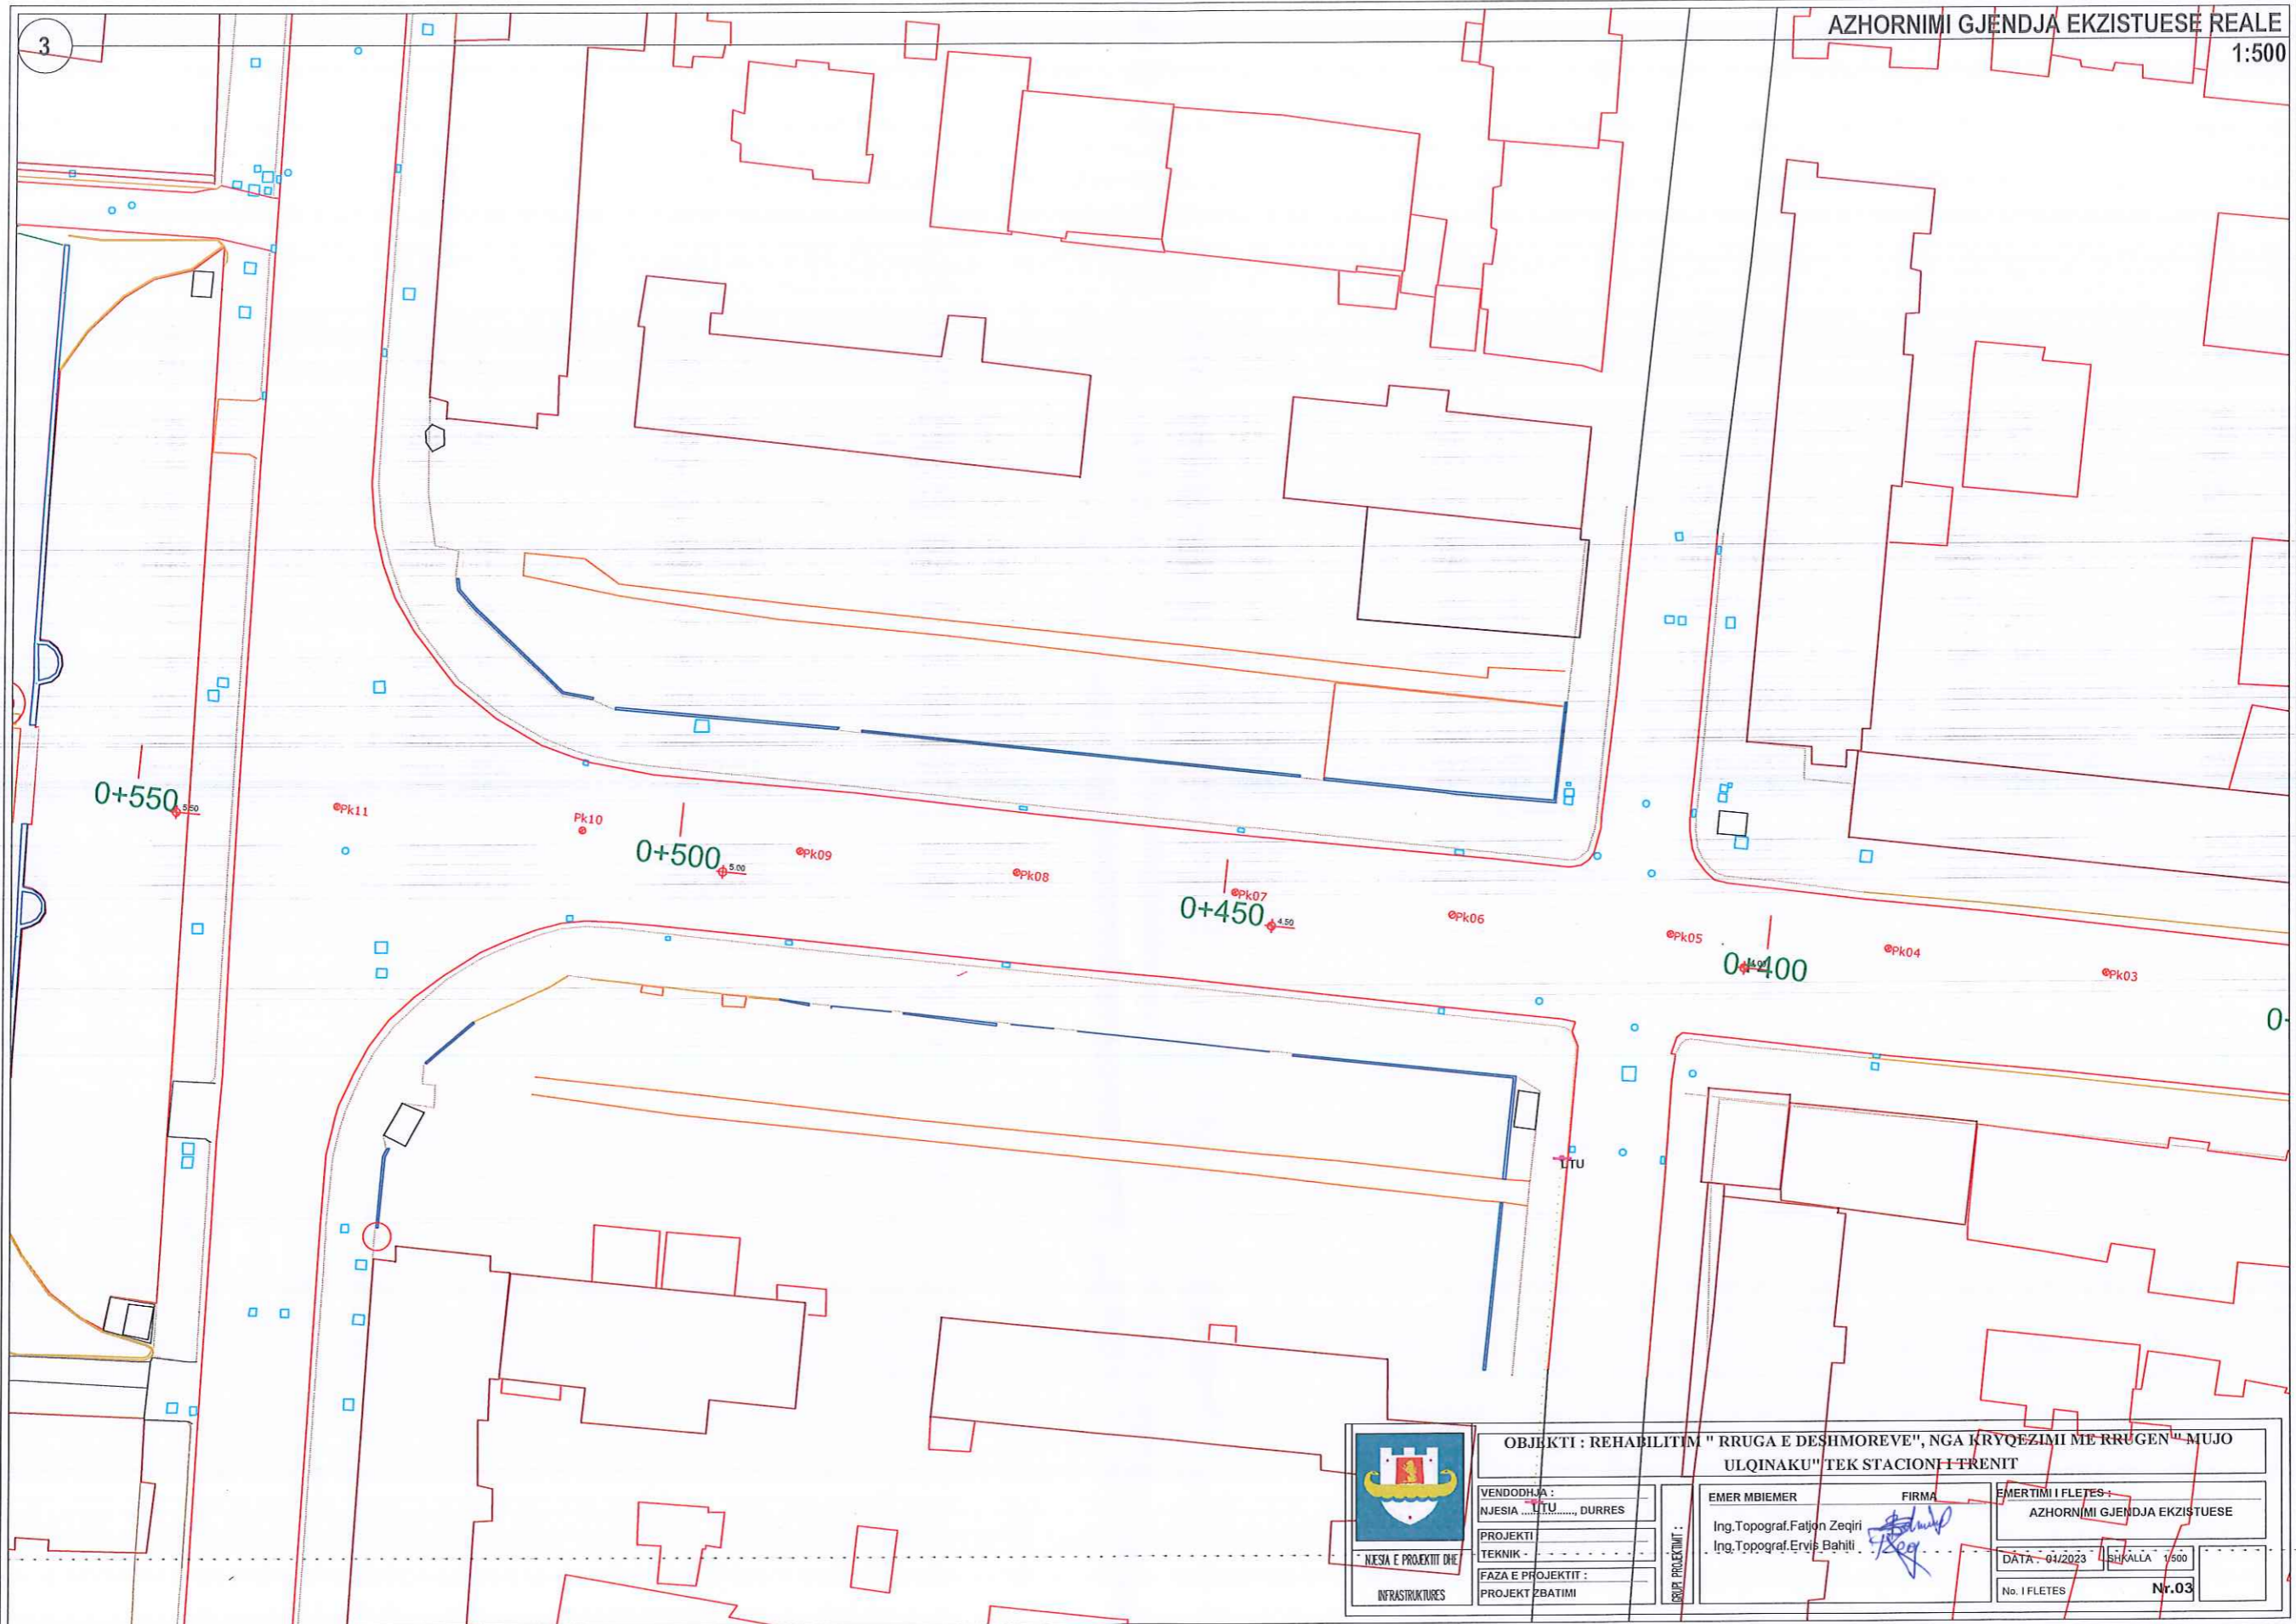 3
AZHORNIMI GJENDJA EKZISTUESE REALE
1:500
0+550
5.50
Pk11
Pk10
0+500
5.00
Pk09
Pk08
0+450
4.50
Pk07
Pk06
Pk05
0+400
Pk04
Pk03
0-
LTU
OBJEKTI : REHABILITIM " RRUGA E DESHMOREVE", NGA KRYQEZIMI ME RRUGEN " MUJO
ULQINAKU" TEK STACIONI I TRENIT
VENDODHJA :
NJESIA ..............., DURRES
PROJEKTI :
TEKNIK
FAZA E PROJEKTIT :
PROJEKT ZBATIMI
NJESIA E PROJEKTIT DHE
INFRASTRUKTURES
GRUPI PROJEKTIMIT :
EMER MBIEMER FIRMA
Ing.Topograf.Fatjon Zeqiri
Ing.Topograf.Ervis Bahiti
EMERTIMI I FLETES :
AZHORNIMI GJENDJA EKZISTUESE
DATA : 01/2023 SHKALLA 1:500
No. I FLETES Nr.03